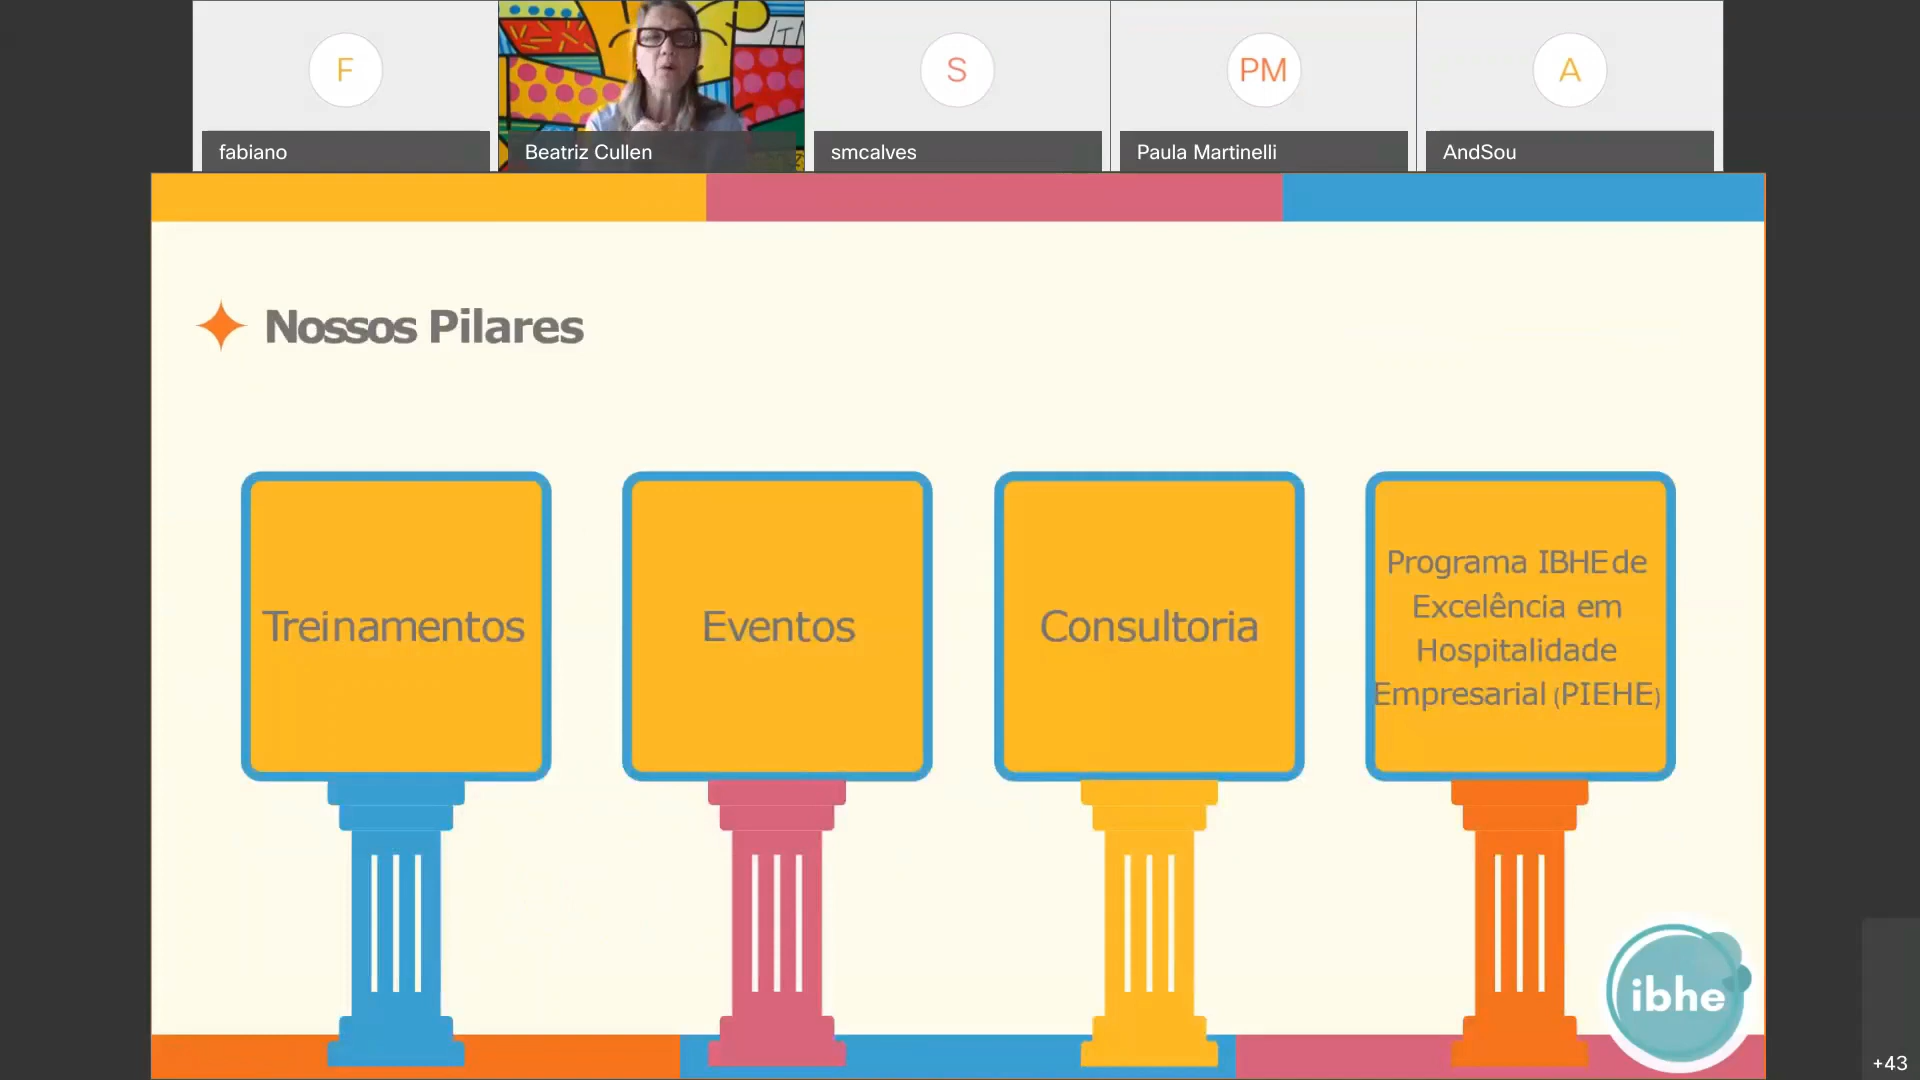 F
S
PM
A
fabiano
Beatriz Cullen
smcalves
Paula Martinelli
AndSou
Nossos Pilares
Treinamentos
Eventos
Consultoria
Programa IBHE de
Excelência em
Hospitalidade
Empresarial (PIEHE)
ibhe
+43